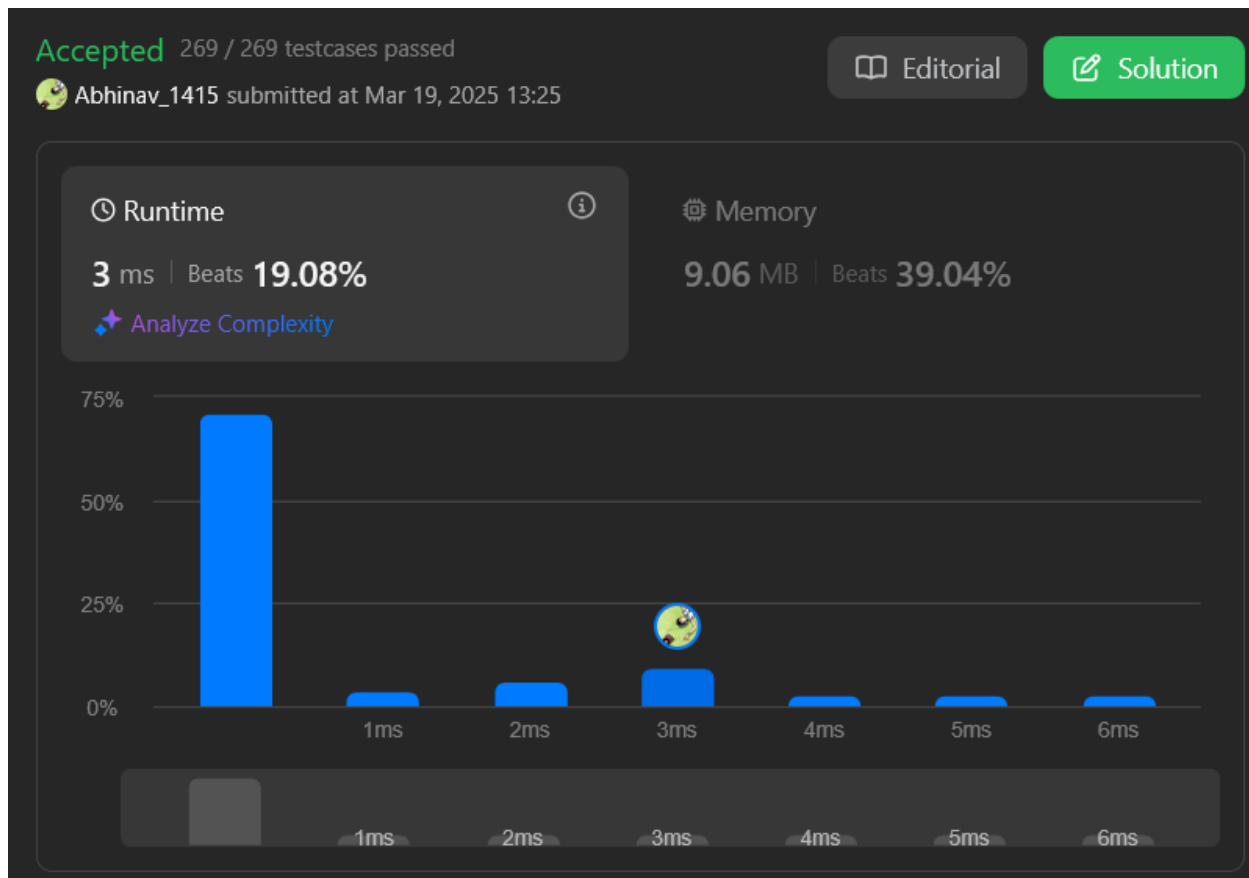 Accepted 269 / 269 testcases passed
Editorial
Solution
Abhinav_1415 submitted at Mar 19, 2025 13:25
Runtime
3 ms | Beats 19.08%
Analyze Complexity
Memory
9.06 MB | Beats 39.04%
75%
50%
25%
0%
1ms 2ms 3ms 4ms 5ms 6ms
1ms 2ms 3ms 4ms 5ms 6ms